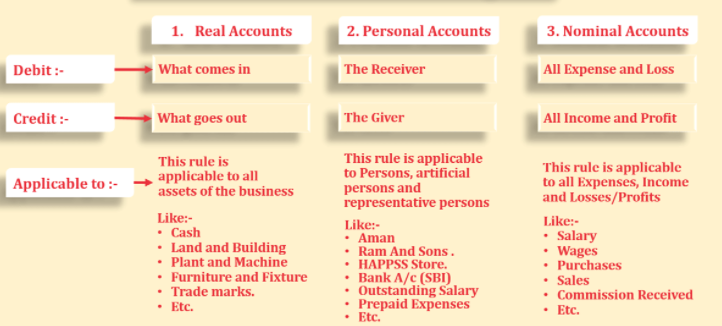 1. Real Accounts
2. Personal Accounts
3. Nominal Accounts
Debit :-
What comes in
The Receiver
All Expense and Loss
Credit :-
What goes out
The Giver
All Income and Profit
Applicable to :-
This rule is
applicable to all
assets of the business
Like:-
• Cash
• Land and Building
• Plant and Machine
• Furniture and Fixture
• Trade marks.
• Etc.
This rule is applicable
to Persons, artificial
persons and
representative persons
Like:-
• Aman
• Ram And Sons .
• HAPPSS Store.
• Bank A/c (SBI)
• Outstanding Salary
• Prepaid Expenses
• Etc.
This rule is applicable
to all Expenses, Income
and Losses/Profits
Like:-
• Salary
• Wages
• Purchases
• Sales
• Commission Received
• Etc.